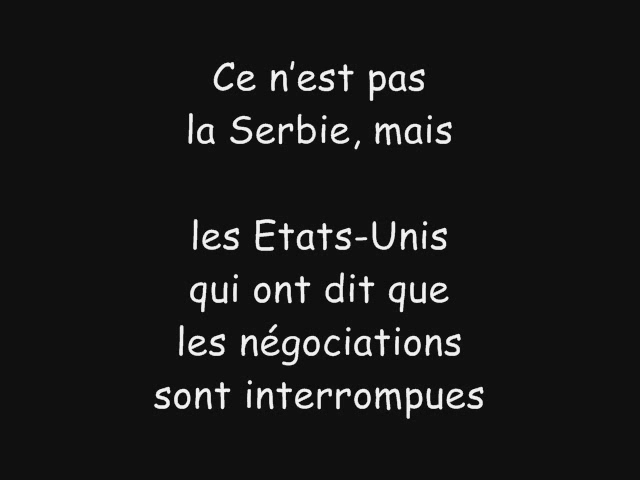 Ce n’est pas
la Serbie, mais
les Etats-Unis
qui ont dit que
les négociations
sont interrompues